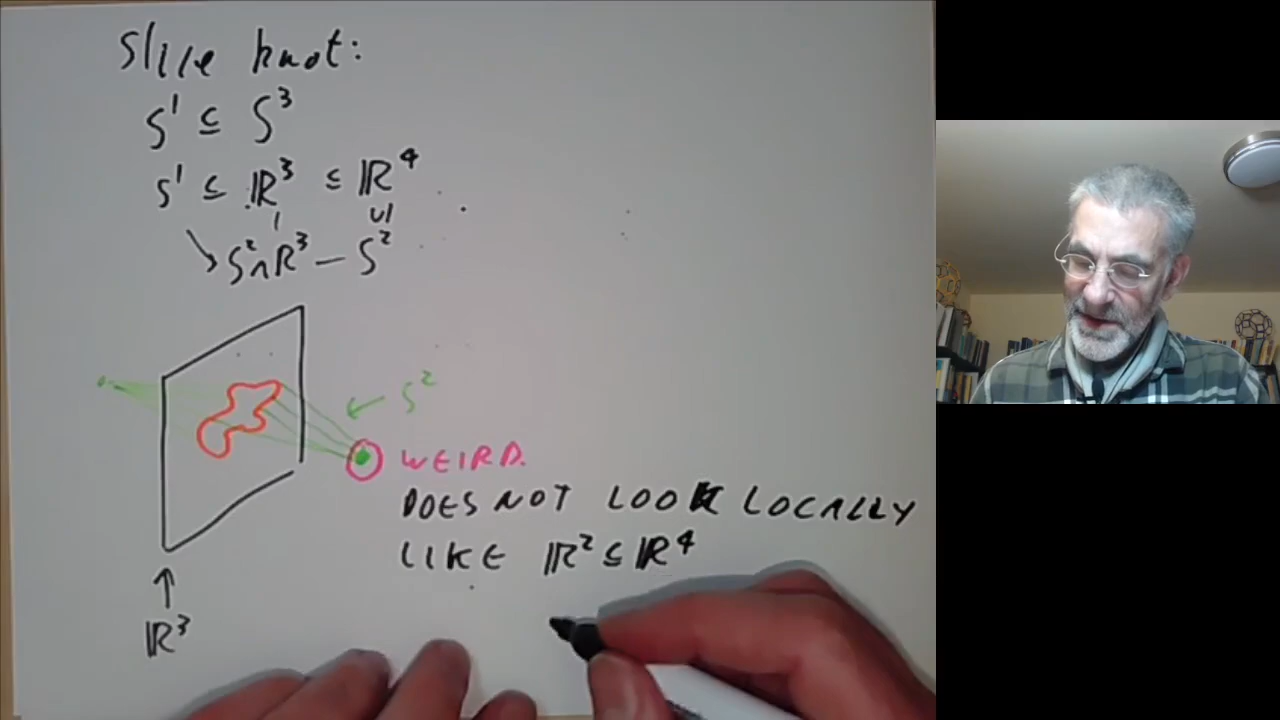 Slice knot:
S¹ ⊆ S³
S¹ ⊆ ℝ³ ⊆ ℝ⁴
S²∩ℝ³ — S²
S²
WEIRD.
DOES NOT LOOK LOCALLY
LIKE ℝ² ⊆ ℝ⁴
ℝ³